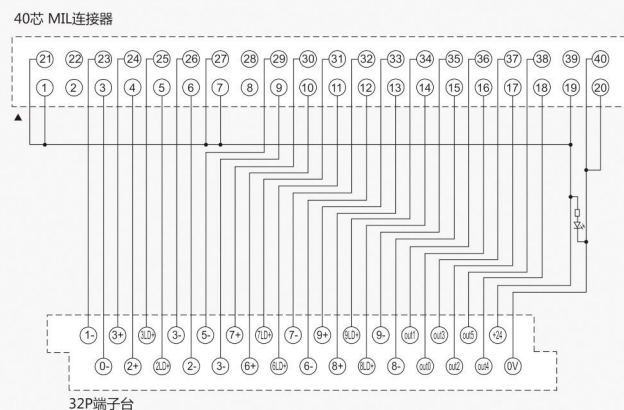 40芯 MIL连接器
21 22 23 24 25 26 27 28 29 30 31 32 33 34 35 36 37 38 39 40
1 2 3 4 5 6 7 8 9 10 11 12 13 14 15 16 17 18 19 20
1- 3+ 3LD+ 3- 5- 7+ 7LD+ 7- 9+ 9LD+ 9- out1 out3 out5 +24
0- 2+ 2LD+ 2- 3- 6+ 6LD+ 6- 8+ 8LD+ 8- out0 out2 out4 0V
32P端子台